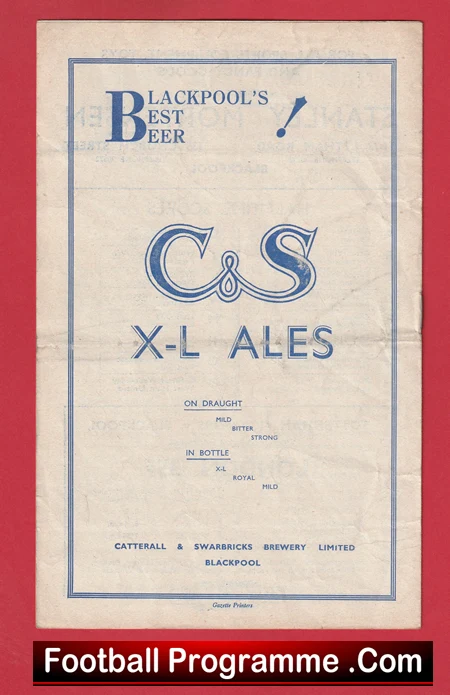 BLACKPOOL'S
BEST
BEER !
C&S
X-L ALES
ON DRAUGHT
MILD
BITTER
STRONG
IN BOTTLE
X-L
ROYAL
MILD
CATTERALL & SWARBRICKS BREWERY LIMITED
BLACKPOOL
Gazette Printers
Football Programme .Com